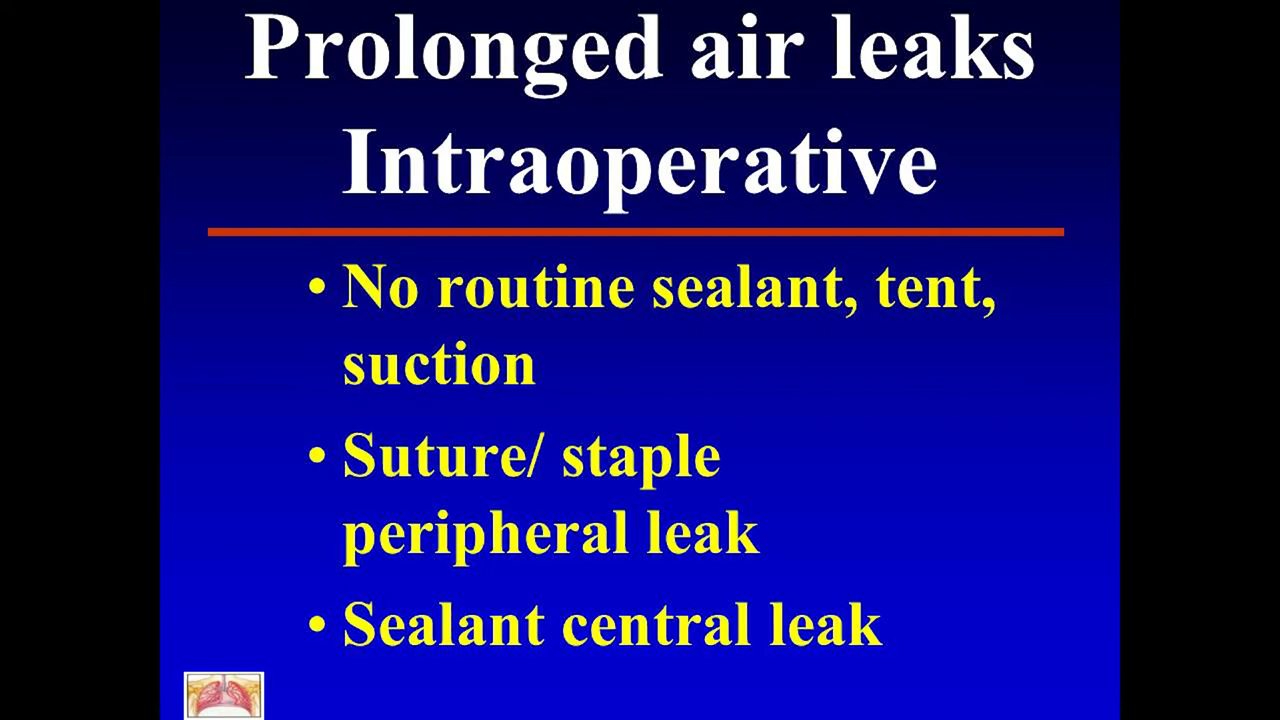 Prolonged air leaks
Intraoperative
• No routine sealant, tent,
suction
• Suture/ staple
peripheral leak
• Sealant central leak